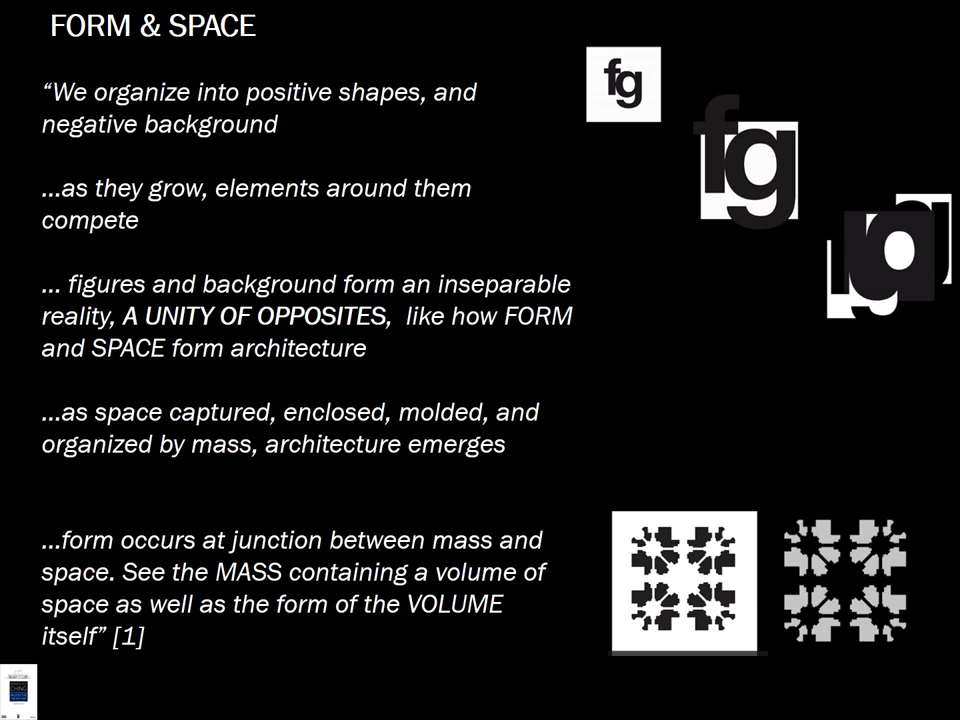 FORM & SPACE
“We organize into positive shapes, and
negative background
...as they grow, elements around them
compete
... figures and background form an inseparable
reality, A UNITY OF OPPOSITES, like how FORM
and SPACE form architecture
...as space captured, enclosed, molded, and
organized by mass, architecture emerges
...form occurs at junction between mass and
space. See the MASS containing a volume of
space as well as the form of the VOLUME
itself” [1]
fg
fg
CHING